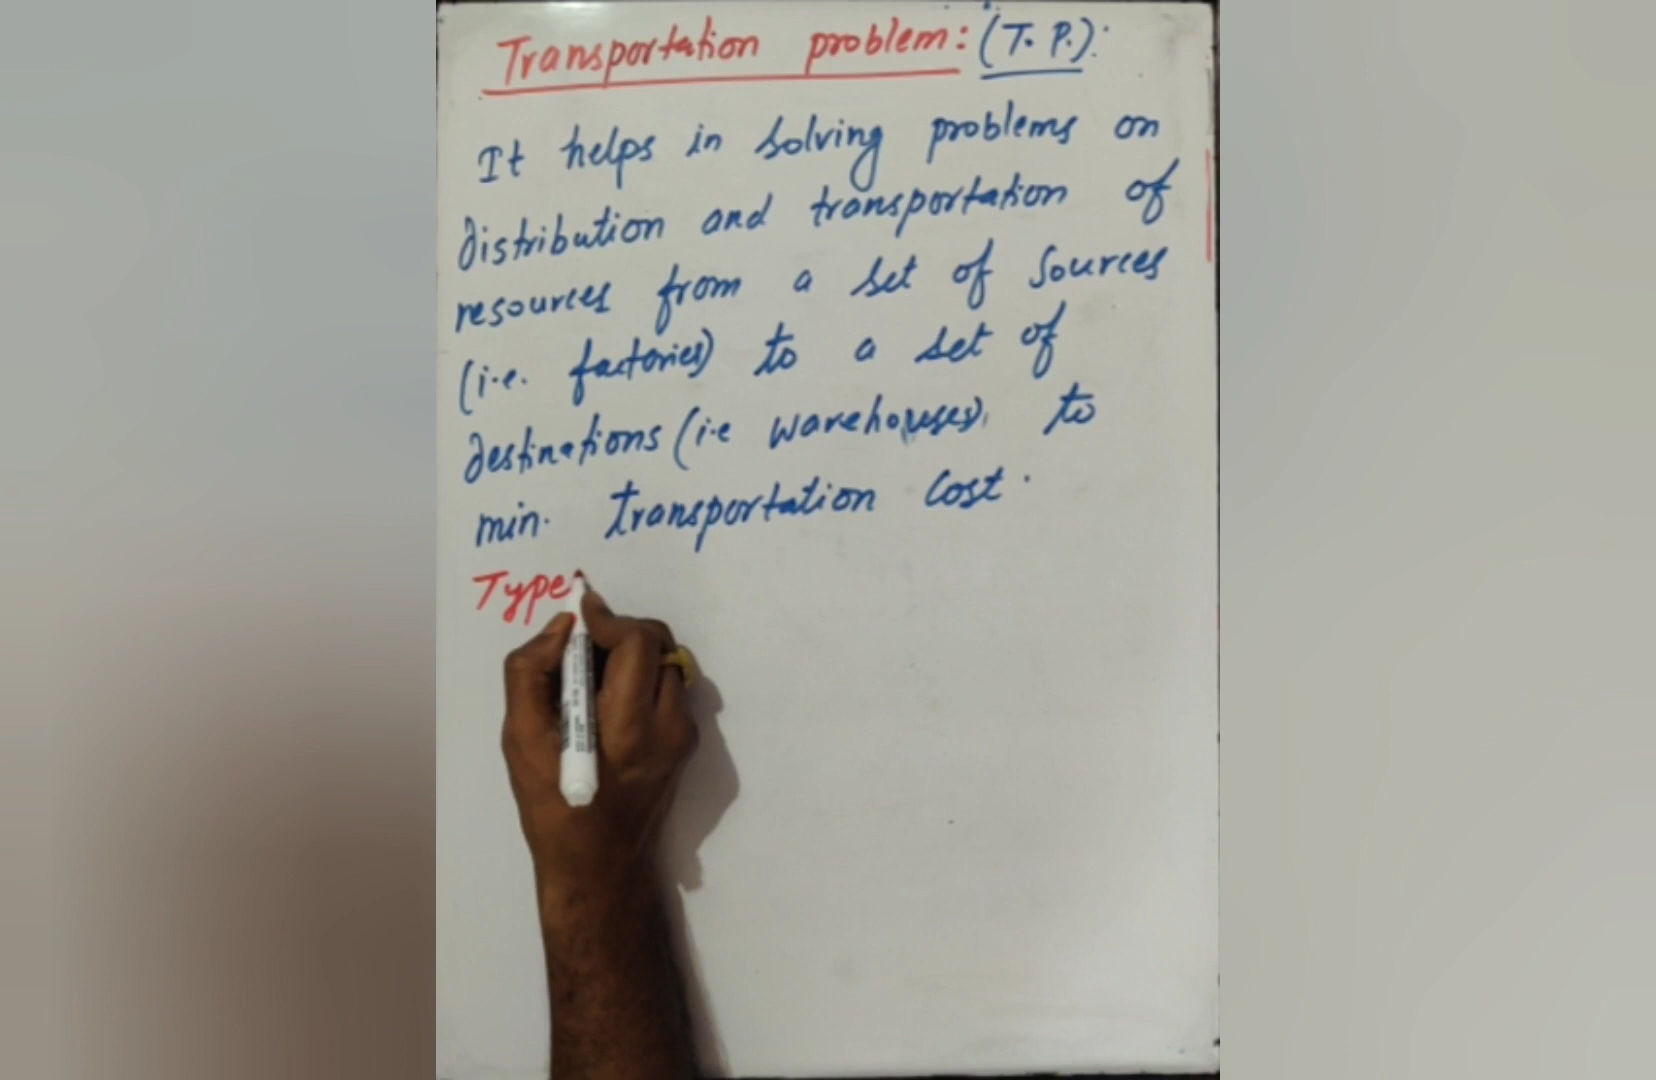 Transportation problem: (T. P.):
It helps in solving problems on
distribution and transportation of
resources from a set of sources
(i.e. factories) to a set of
destinations (i.e warehouses) to
min. transportation cost.
Type